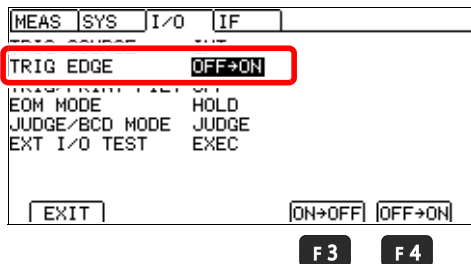 MEAS SYS I/O IF
TRIG EDGE OFF→ON
EOM MODE HOLD
JUDGE/BCD MODE JUDGE
EXT I/O TEST EXEC
EXIT ON→OFF OFF→ON
F3 F4